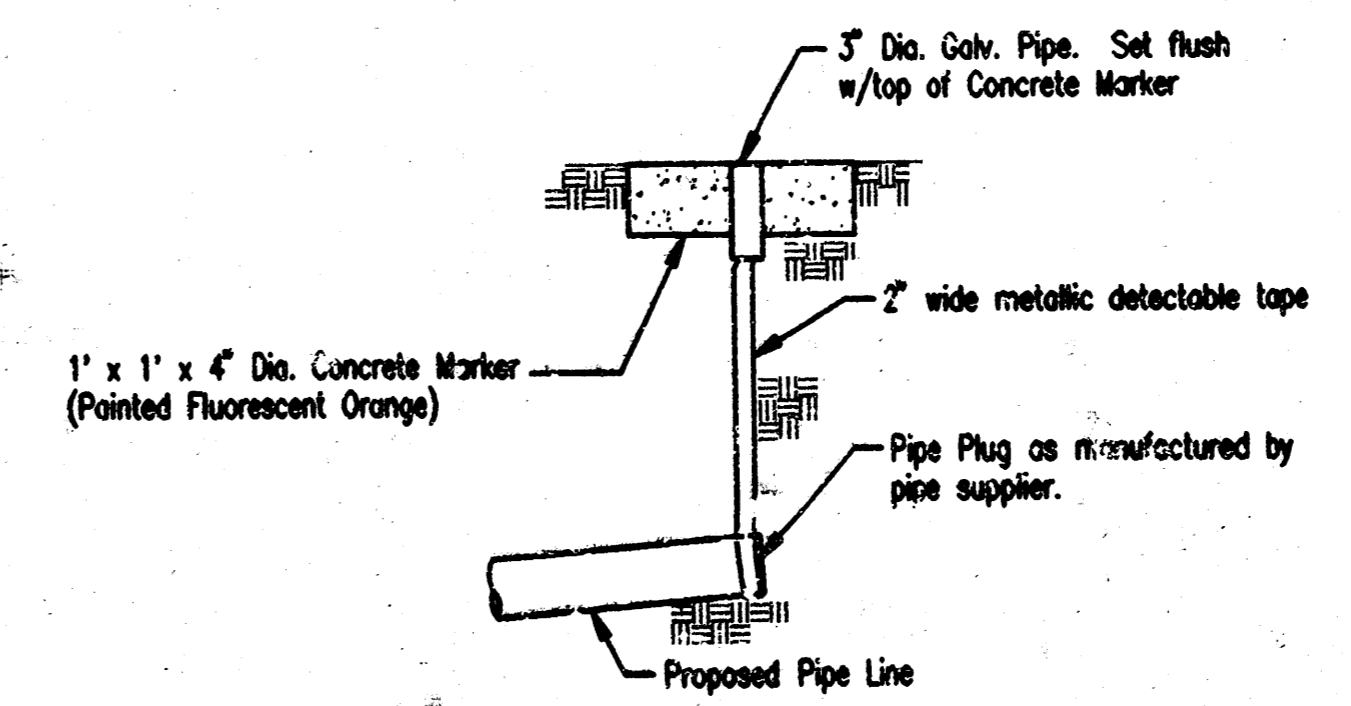 3" Dia. Galv. Pipe. Set flush
w/top of Concrete Marker
2" wide metallic detectable tape
1' x 1' x 4" Dia. Concrete Marker
(Painted Fluorescent Orange)
Pipe Plug as manufactured by
pipe supplier.
Proposed Pipe Line